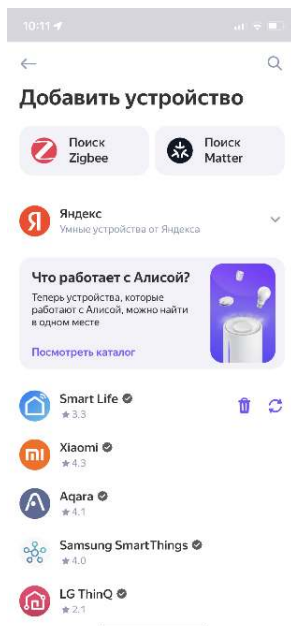 10:11
Добавить устройство
Поиск
Zigbee
Поиск
Matter
Я
Яндекс
Умные устройства от Яндекса
Что работает с Алисой?
Теперь устройства, которые
работают с Алисой, можно найти
в одном месте
Посмотреть каталог
Smart Life
★3.3
mi
Xiaomi
★4.3
Aqara
★4.1
Samsung SmartThings
★4.0
LG ThinQ
★2.1